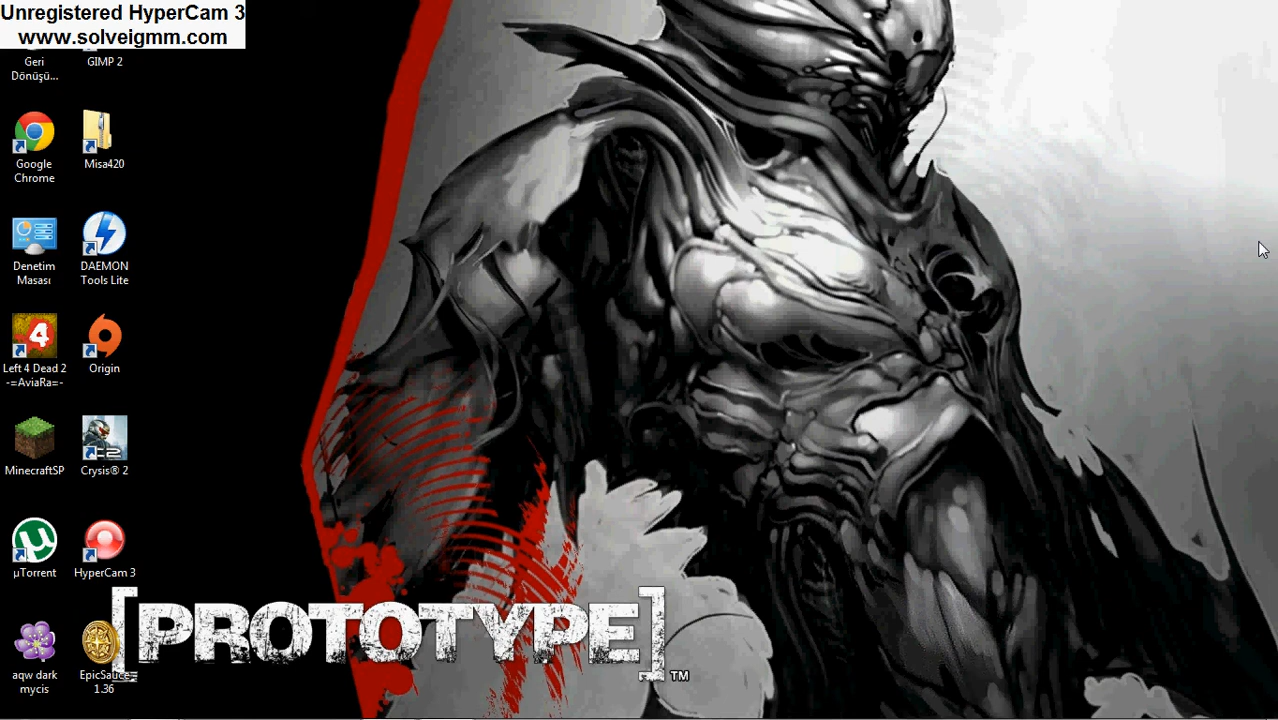 Unregistered HyperCam 3
www.solveigmm.com
Geri
Dönüşü...
GIMP 2
Google
Chrome
Misa420
Denetim
Masası
DAEMON
Tools Lite
Left 4 Dead 2
-=AviaRa=-
Origin
MinecraftSP
Crysis® 2
µTorrent
HyperCam 3
aqw dark
mycis
EpicSauce
1.36
[PROTOTYPE]™